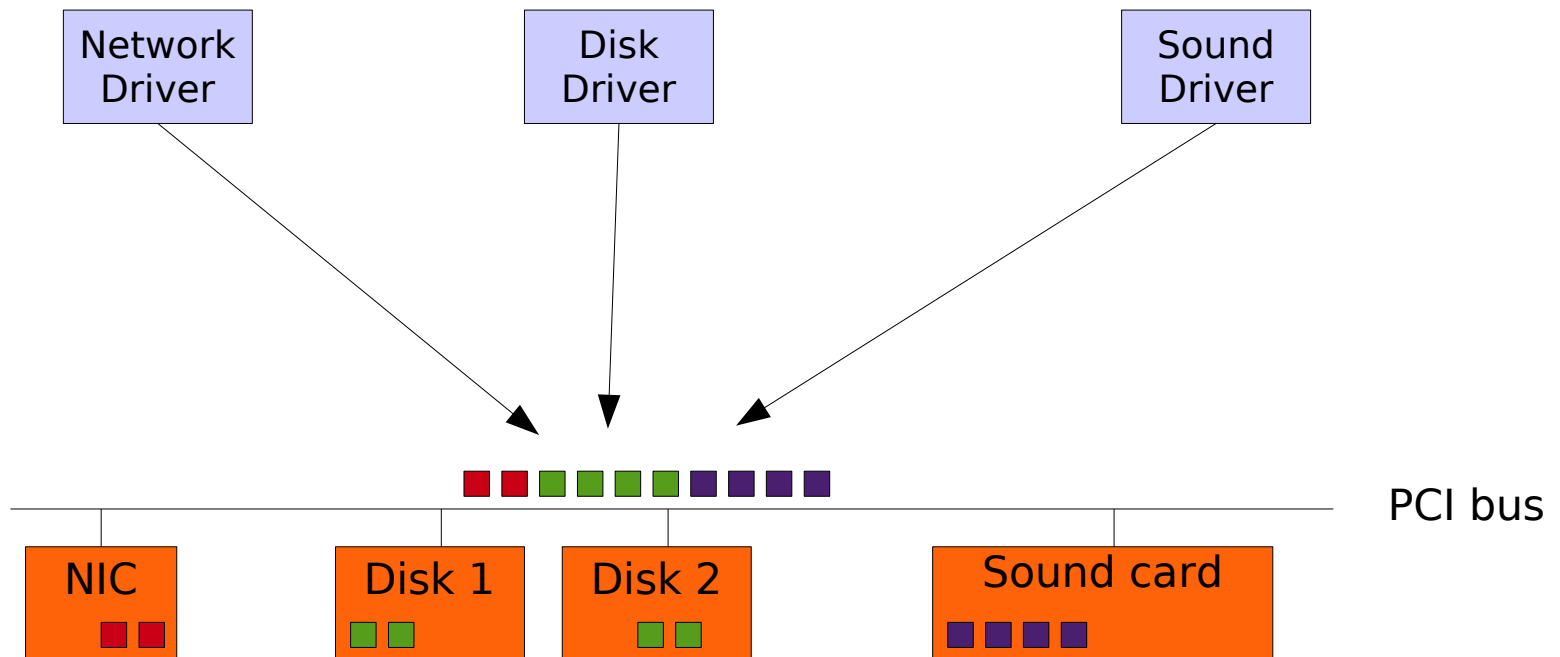 Network
Driver
Disk
Driver
Sound
Driver
PCI bus
NIC
Disk 1
Disk 2
Sound card